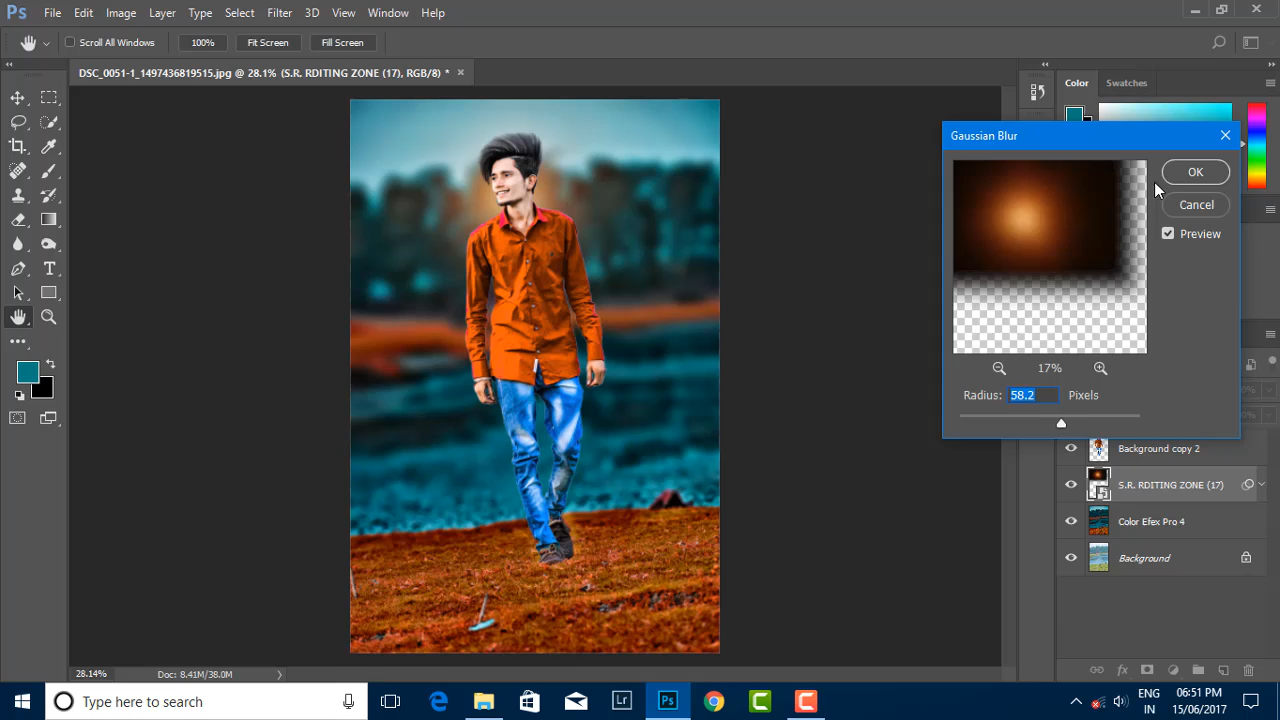 Ps File Edit Image Layer Type Select Filter 3D View Window Help
Scroll All Windows 100% Fit Screen Fill Screen
DSC_0051-1_1497436819515.jpg @ 28.1% (S.R. RDITING ZONE (17), RGB/8) *
Color Swatches
Gaussian Blur
OK
Cancel
Preview
17%
Radius: 58.2 Pixels
Background copy 2
S.R. RDITING ZONE (17)
Color Efex Pro 4
Background
28.14% Doc: 8.41M/38.0M
Type here to search
Lr Ps
ENG
IN
06:51 PM
15/06/2017